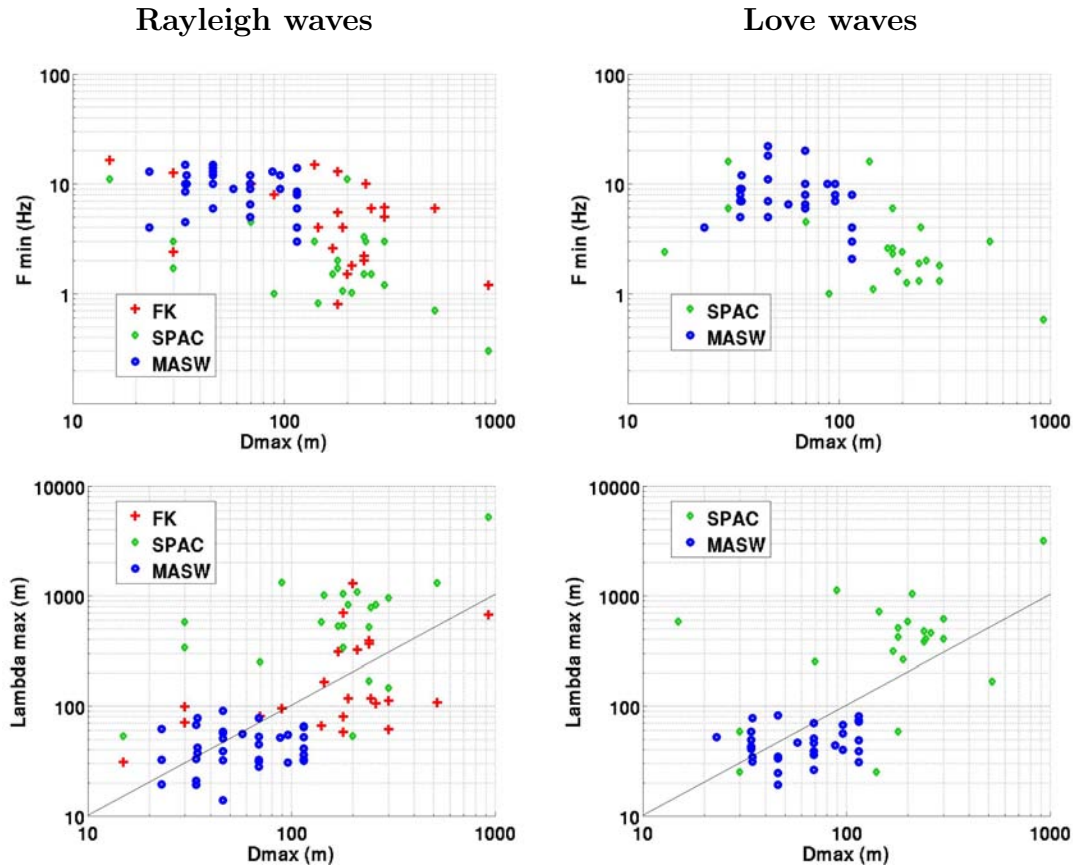 Rayleigh waves
Love waves
100
10
1
F min (Hz)
FK
SPAC
MASW
10
100
1000
Dmax (m)
100
10
1
F min (Hz)
SPAC
MASW
10
100
1000
Dmax (m)
10000
1000
100
10
Lambda max (m)
FK
SPAC
MASW
10
100
1000
Dmax (m)
10000
1000
100
10
Lambda max (m)
SPAC
MASW
10
100
1000
Dmax (m)